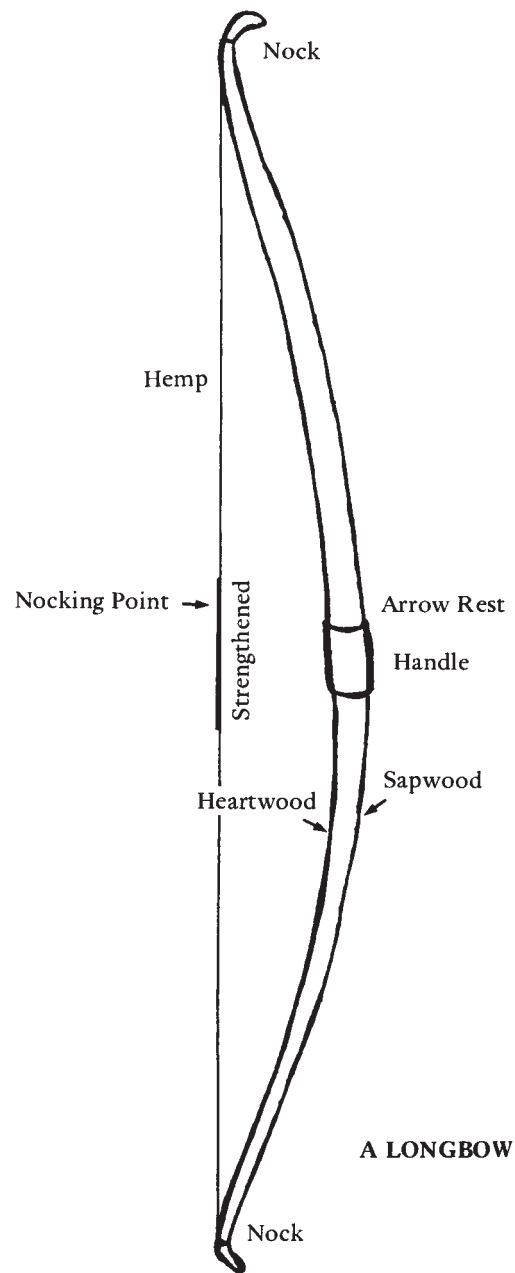 Nock
Hemp
Nocking Point
Strengthened
Arrow Rest
Handle
Sapwood
Heartwood
A LONGBOW
Nock